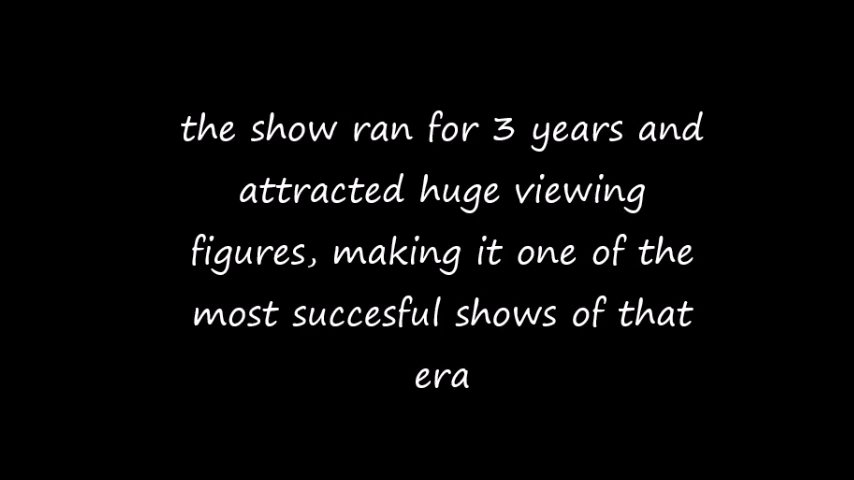 the show ran for 3 years and
attracted huge viewing
figures, making it one of the
most succesful shows of that
era